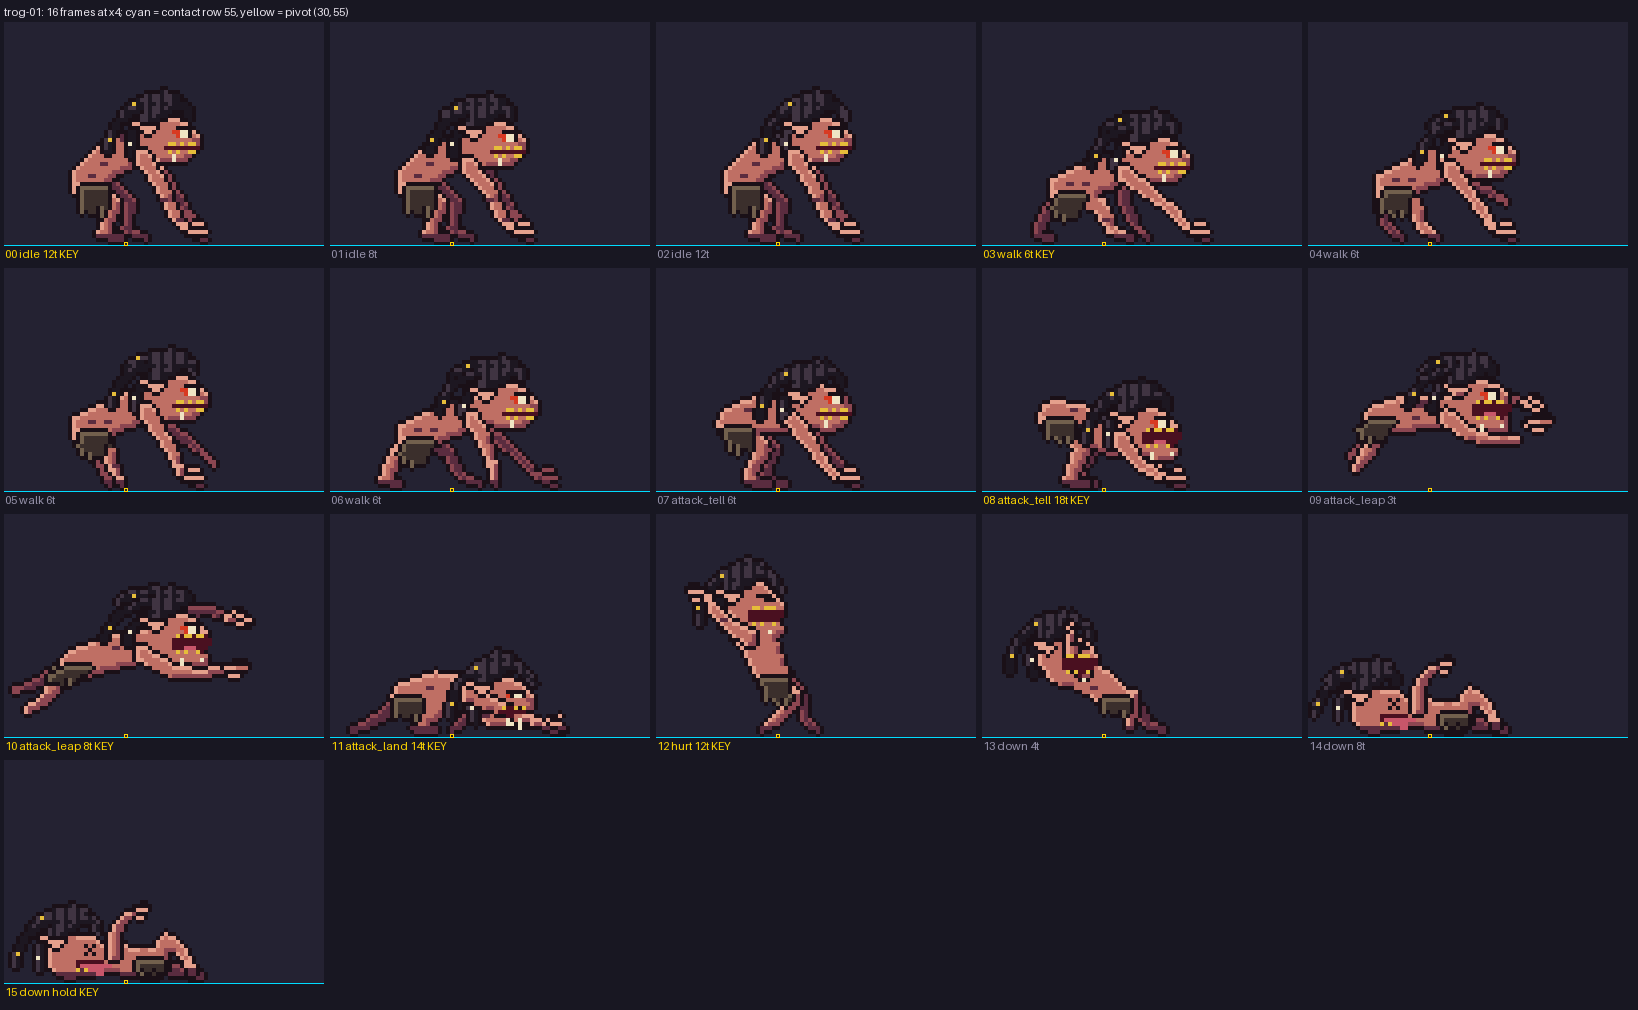 trog-01: 16 frames at x4; cyan = contact row 55, yellow = pivot (30, 55)
00 idle 12t KEY
01 idle 8t
02 idle 12t
03 walk 6t KEY
04 walk 6t
05 walk 6t
06 walk 6t
07 attack_tell 6t
08 attack_tell 18t KEY
09 attack_leap 3t
10 attack_leap 8t KEY
11 attack_land 14t KEY
12 hurt 12t KEY
13 down 4t
14 down 8t
15 down hold KEY